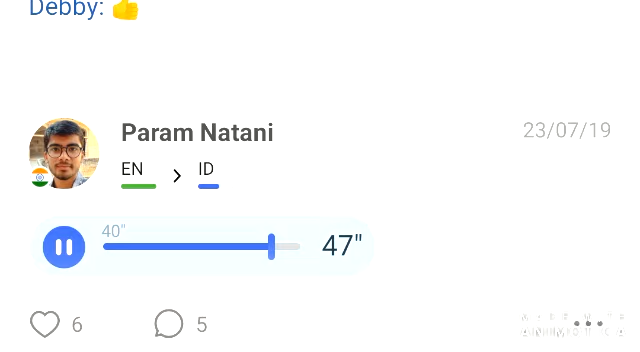 Debby: 👍
Param Natani
23/07/19
EN > ID
40"
47"
6
5